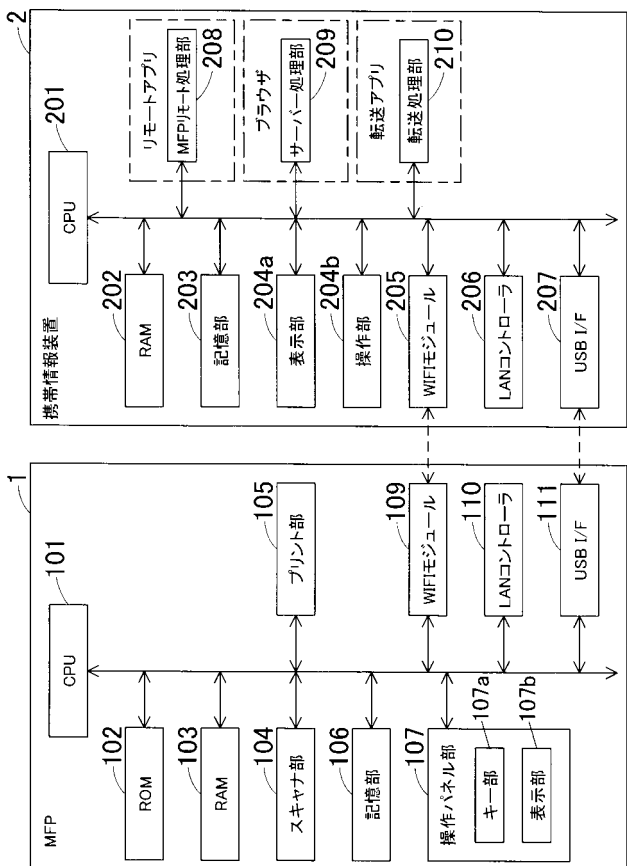 1
MFP
101
CPU
102
ROM
103
RAM
104
スキャナ部
105
プリント部
106
記憶部
107
操作パネル部
107a
キー部
107b
表示部
109
WIFIモジュール
110
LANコントローラ
111
USB I/F
2
携帯情報装置
201
CPU
202
RAM
203
記憶部
204a
表示部
204b
操作部
205
WIFIモジュール
206
LANコントローラ
207
USB I/F
リモートアプリ
208
MFPリモート処理部
ブラウザ
209
サーバー処理部
転送アプリ
210
転送処理部